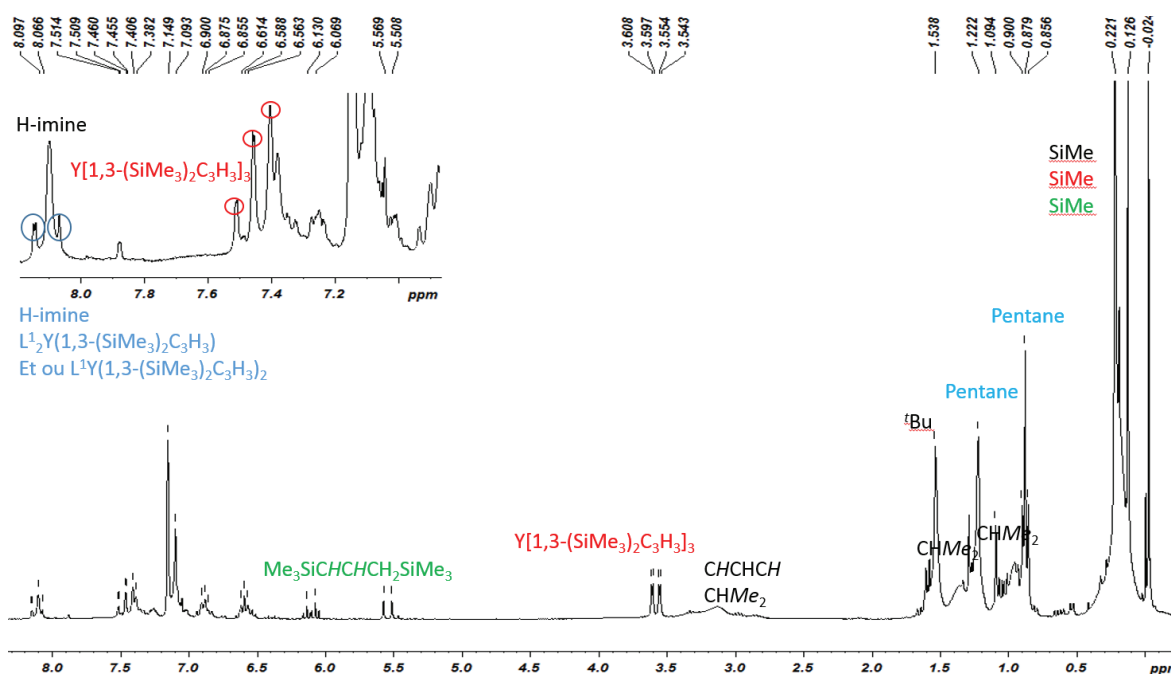 8.097 8.066 7.514 7.509 7.460 7.455 7.406 7.382 7.149 7.093 6.900 6.875 6.855 6.614 6.588 6.563 6.130 6.069 5.569 5.508 3.608 3.597 3.554 3.543 1.538 1.222 1.094 0.900 0.879 0.856 0.221 0.126 -0.024
H-imine
Y[1,3-(SiMe₃)₂C₃H₃]₃
8.0 7.8 7.6 7.4 7.2 ppm
H-imine
L¹₂Y(1,3-(SiMe₃)₂C₃H₃)
Et ou L¹Y(1,3-(SiMe₃)₂C₃H₃)₂
SiMe
SiMe
SiMe
Pentane
Pentane
ᵗBu
CHMe₂
CHMe₂
Y[1,3-(SiMe₃)₂C₃H₃]₃
Me₃SiCHCHCH₂SiMe₃
CHCHCH
CHMe₂
8.0 7.5 7.0 6.5 6.0 5.5 5.0 4.5 4.0 3.5 3.0 2.5 2.0 1.5 1.0 0.5 ppm